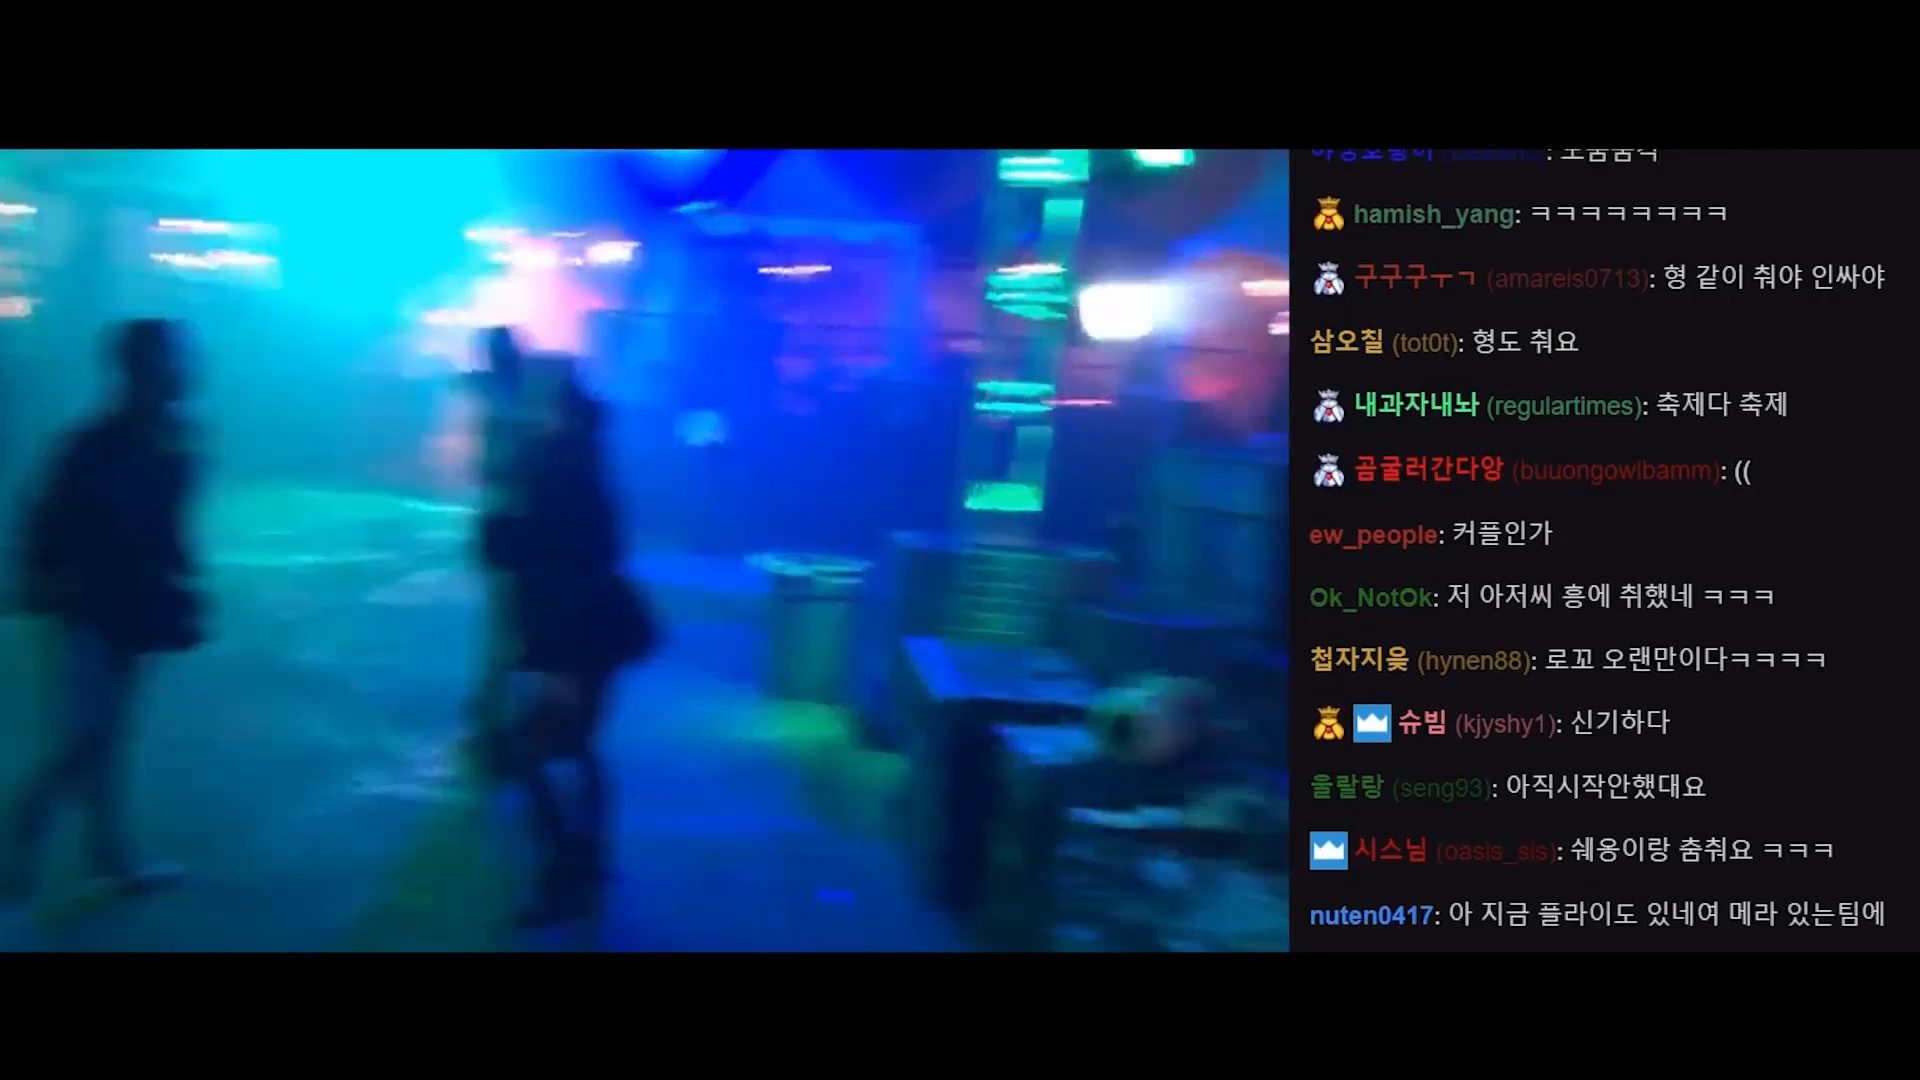 hamish_yang: ㅋㅋㅋㅋㅋㅋㅋㅋ
구구구ㅜㄱ (amareis0713): 형 같이 춰야 인싸야
삼오칠 (tot0t): 형도 춰요
내과자내놔 (regulartimes): 축제다 축제
곰굴러간다앙 (buuongowlbamm): ((
ew_people: 커플인가
Ok_NotOk: 저 아저씨 흥에 취했네 ㅋㅋㅋ
첩자지읒 (hynen88): 로꼬 오랜만이다ㅋㅋㅋㅋ
슈빔 (kjyshy1): 신기하다
울랄랑 (seng93): 아직시작안했대요
시스님 (oasis_sis): 쉐옹이랑 춤춰요 ㅋㅋㅋ
nuten0417: 아 지금 플라이도 있네여 메라 있는팀에